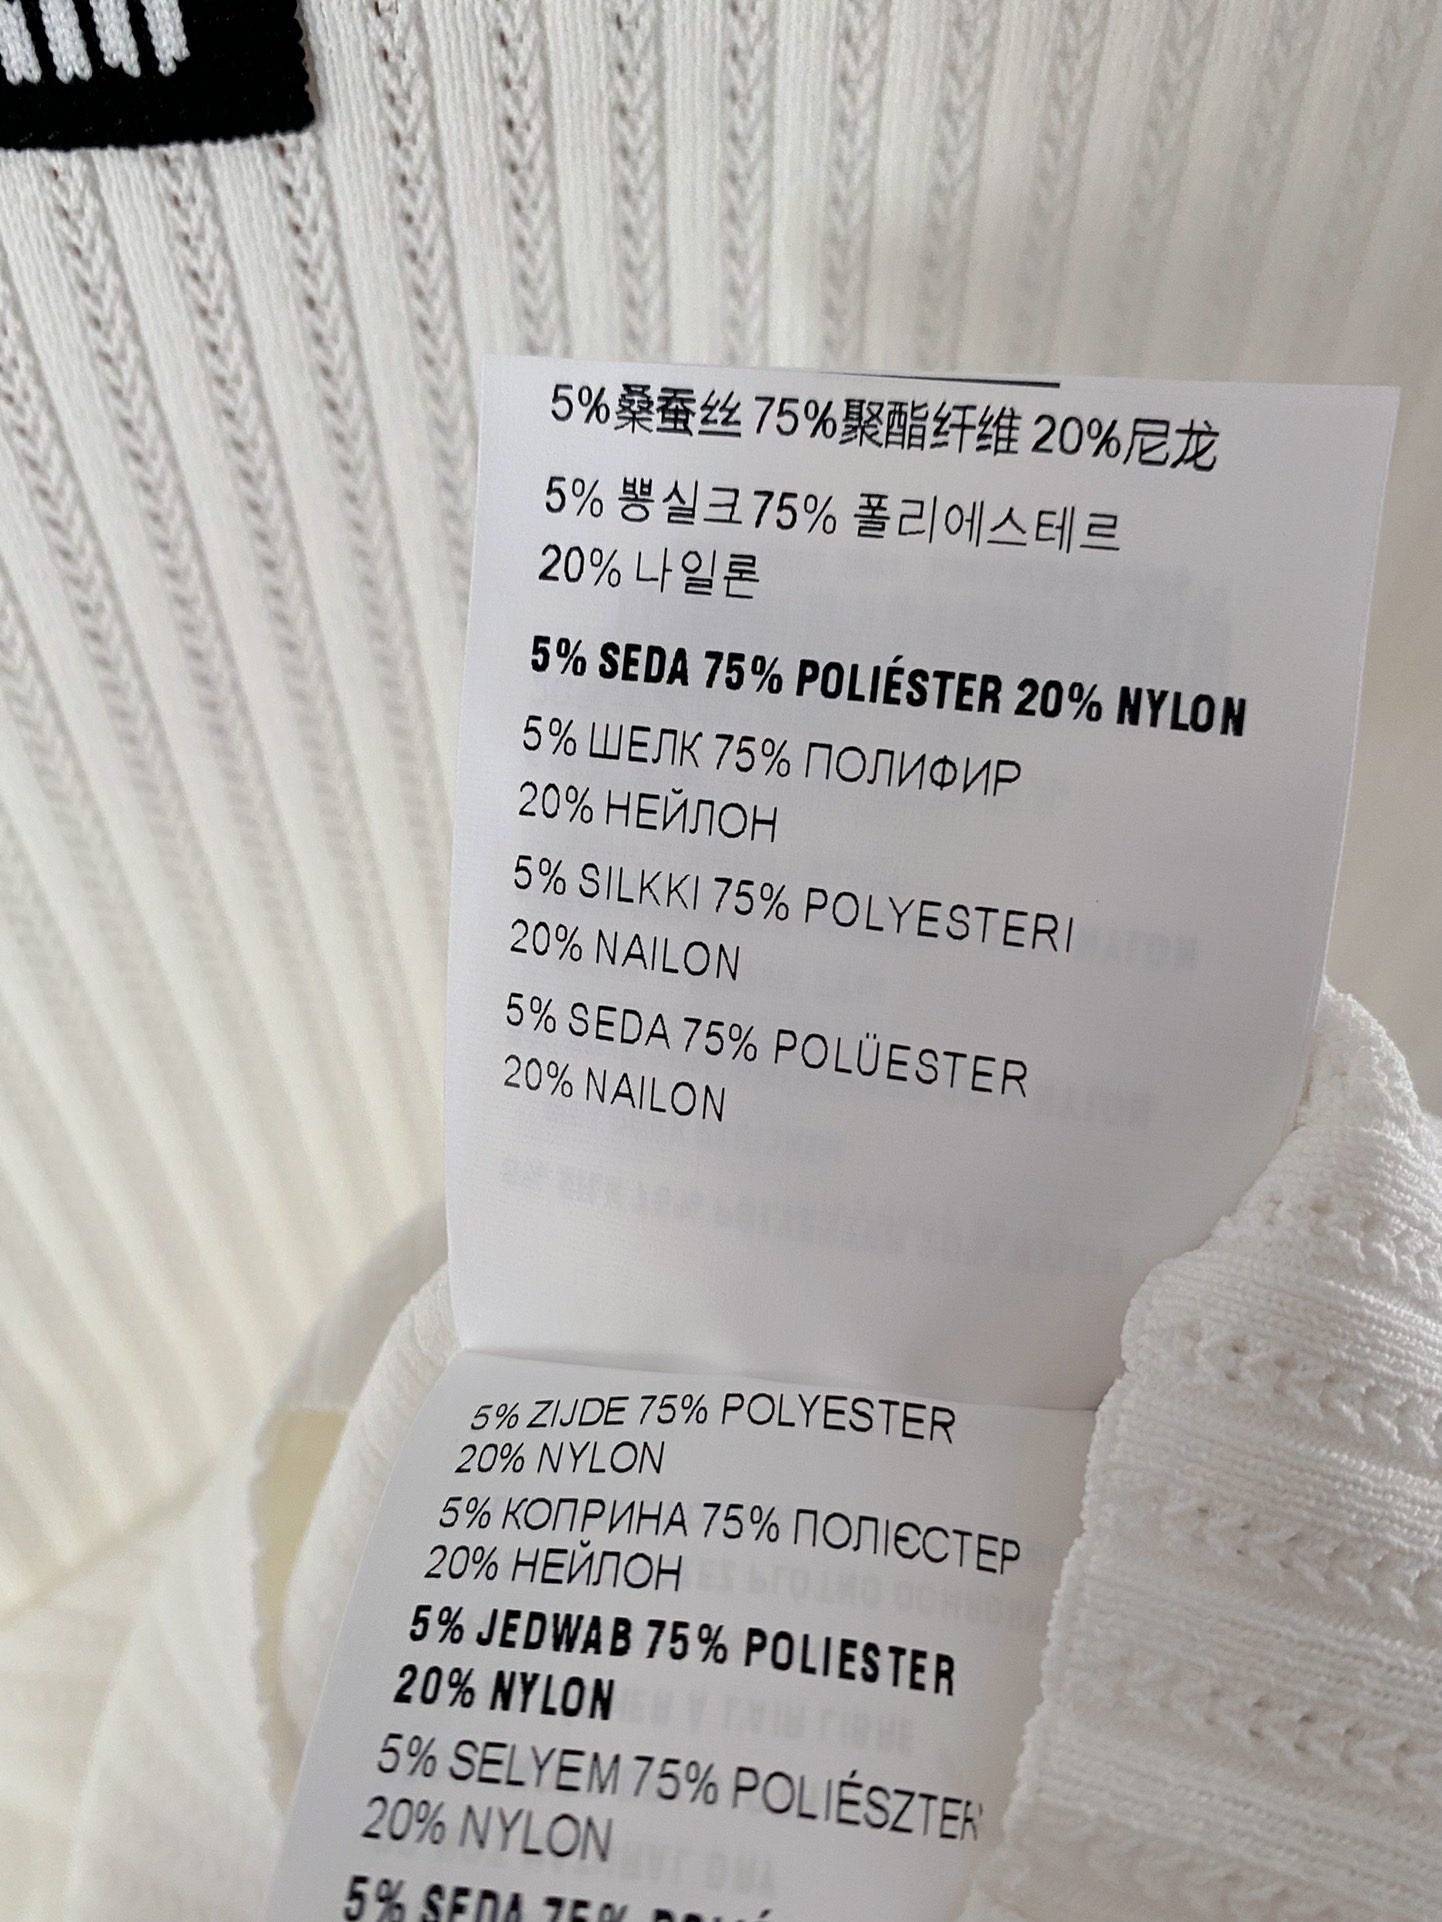 5%桑蚕丝 75%聚酯纤维 20%尼龙
5% 뽕실크75% 폴리에스테르
20% 나일론
5% SEDA 75% POLIÉSTER 20% NYLON
5% ШЕЛК 75% ПОЛИФИР
20% НЕЙЛОН
5% SILKKI 75% POLYESTERI
20% NAILON
5% SEDA 75% POLÜESTER
20% NAILON
5% ZIJDE 75% POLYESTER
20% NYLON
5% КОПРИНА 75% ПОЛІЄСТЕР
20% НЕЙЛОН
5% JEDWAB 75% POLIESTER
20% NYLON
5% SELYEM 75% POLIÉSZTER
20% NYLON
5% SEDA 75%